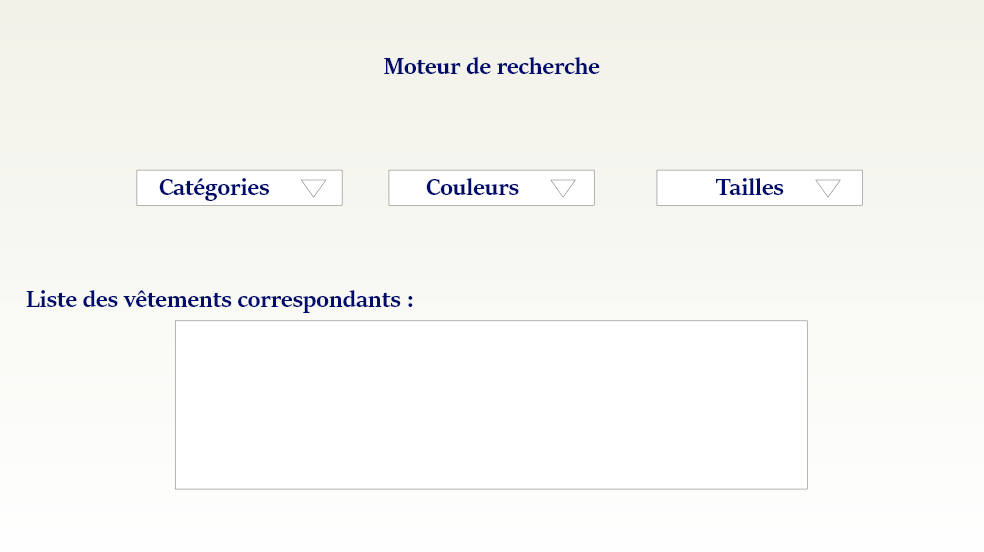 Moteur de recherche
Catégories
Couleurs
Tailles
Liste des vêtements correspondants :